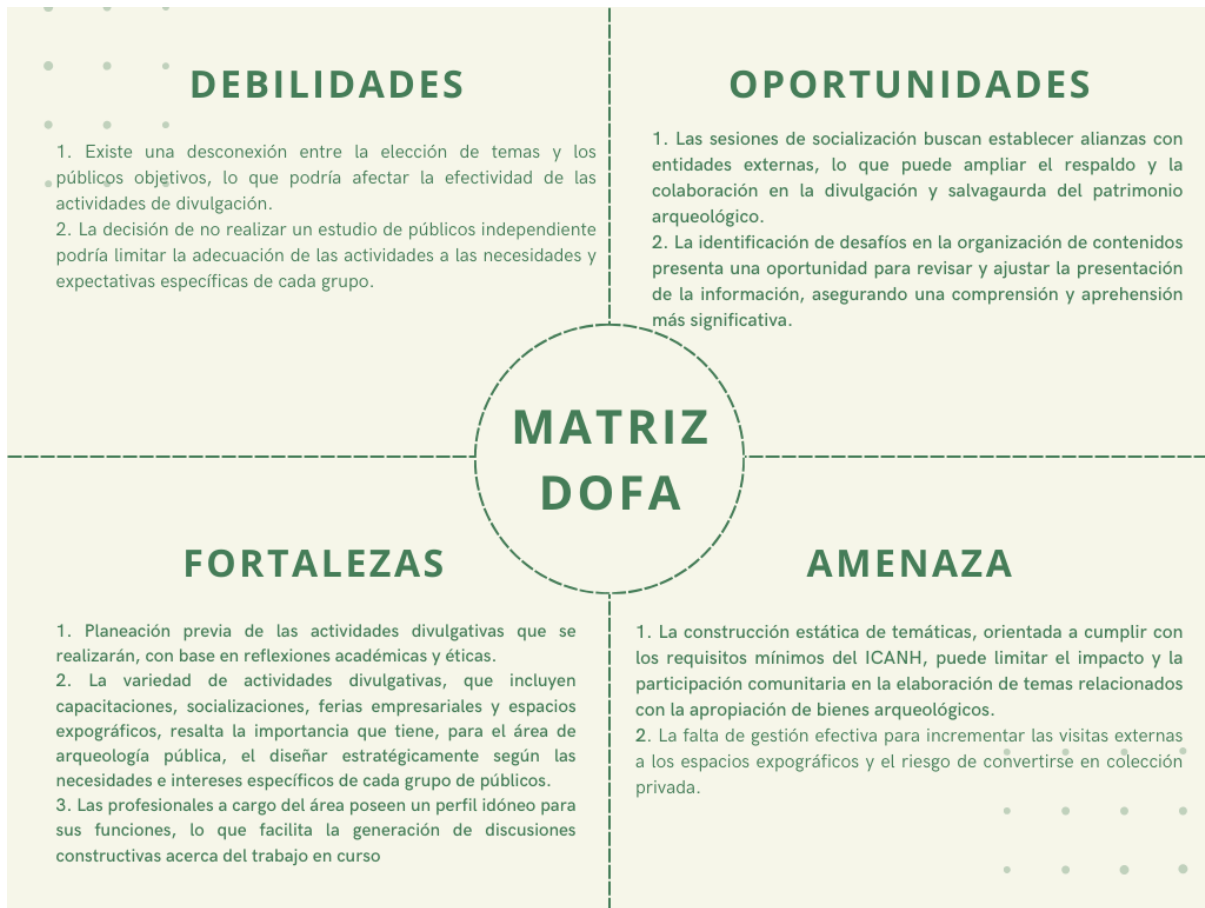 DEBILIDADES
1. Existe una desconexión entre la elección de temas y los
públicos objetivos, lo que podría afectar la efectividad de las
actividades de divulgación.
2. La decisión de no realizar un estudio de públicos independiente
podría limitar la adecuación de las actividades a las necesidades y
expectativas específicas de cada grupo.
OPORTUNIDADES
1. Las sesiones de socialización buscan establecer alianzas con
entidades externas, lo que puede ampliar el respaldo y la
colaboración en la divulgación y salvagaurda del patrimonio
arqueológico.
2. La identificación de desafíos en la organización de contenidos
presenta una oportunidad para revisar y ajustar la presentación
de la información, asegurando una comprensión y aprehensión
más significativa.
MATRIZ
DOFA
FORTALEZAS
1. Planeación previa de las actividades divulgativas que se
realizarán, con base en reflexiones académicas y éticas.
2. La variedad de actividades divulgativas, que incluyen
capacitaciones, socializaciones, ferias empresariales y espacios
expográficos, resalta la importancia que tiene, para el área de
arqueología pública, el diseñar estratégicamente según las
necesidades e intereses específicos de cada grupo de públicos.
3. Las profesionales a cargo del área poseen un perfil idóneo para
sus funciones, lo que facilita la generación de discusiones
constructivas acerca del trabajo en curso
AMENAZA
1. La construcción estática de temáticas, orientada a cumplir con
los requisitos mínimos del ICANH, puede limitar el impacto y la
participación comunitaria en la elaboración de temas relacionados
con la apropiación de bienes arqueológicos.
2. La falta de gestión efectiva para incrementar las visitas externas
a los espacios expográficos y el riesgo de convertirse en colección
privada.